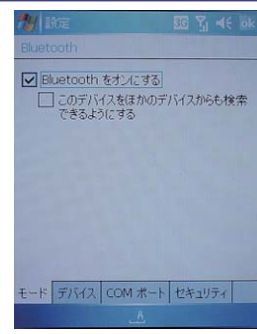 設定 3G ok
Bluetooth
Bluetooth をオンにする
このデバイスをほかのデバイスからも検索
できるようにする
モード デバイス COM ポート セキュリティ